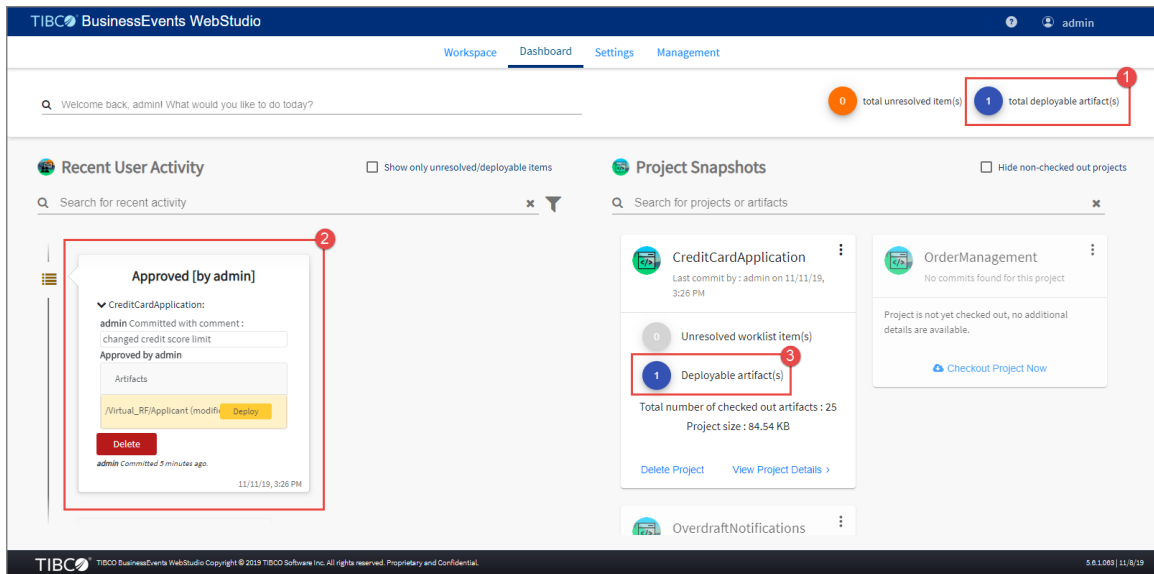 TIBCO BusinessEvents WebStudio
? admin
Workspace Dashboard Settings Management
1
Welcome back, admin! What would you like to do today?
0 total unresolved item(s) 1 total deployable artifact(s)
Recent User Activity
Show only unresolved/deployable items
Search for recent activity
2
Approved [by admin]
CreditCardApplication:
admin Committed with comment :
changed credit score limit
Approved by admin
Artifacts
/Virtual_RF/Applicant (modifi Deploy
Delete
admin Committed 5 minutes ago.
11/11/19, 3:26 PM
Project Snapshots
Hide non-checked out projects
Search for projects or artifacts
CreditCardApplication
Last commit by : admin on 11/11/19,
3:26 PM
0 Unresolved worklist item(s)
3
1 Deployable artifact(s)
Total number of checked out artifacts : 25
Project size : 84.54 KB
Delete Project View Project Details >
OrderManagement
No commits found for this project
Project is not yet checked out, no additional
details are available.
Checkout Project Now
OverdraftNotifications
TIBCO® TIBCO BusinessEvents WebStudio Copyright © 2019 TIBCO Software Inc. All rights reserved. Proprietary and Confidential.
5.6.1.063 | 11/8/19